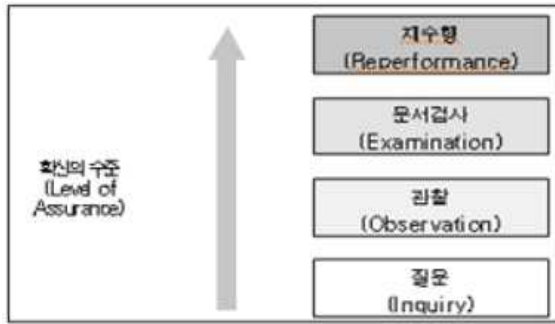 재수행
(Reperformance)
문서검사
(Examination)
확신의 수준
(Level of
Assurance)
관찰
(Observation)
질문
(Inquiry)